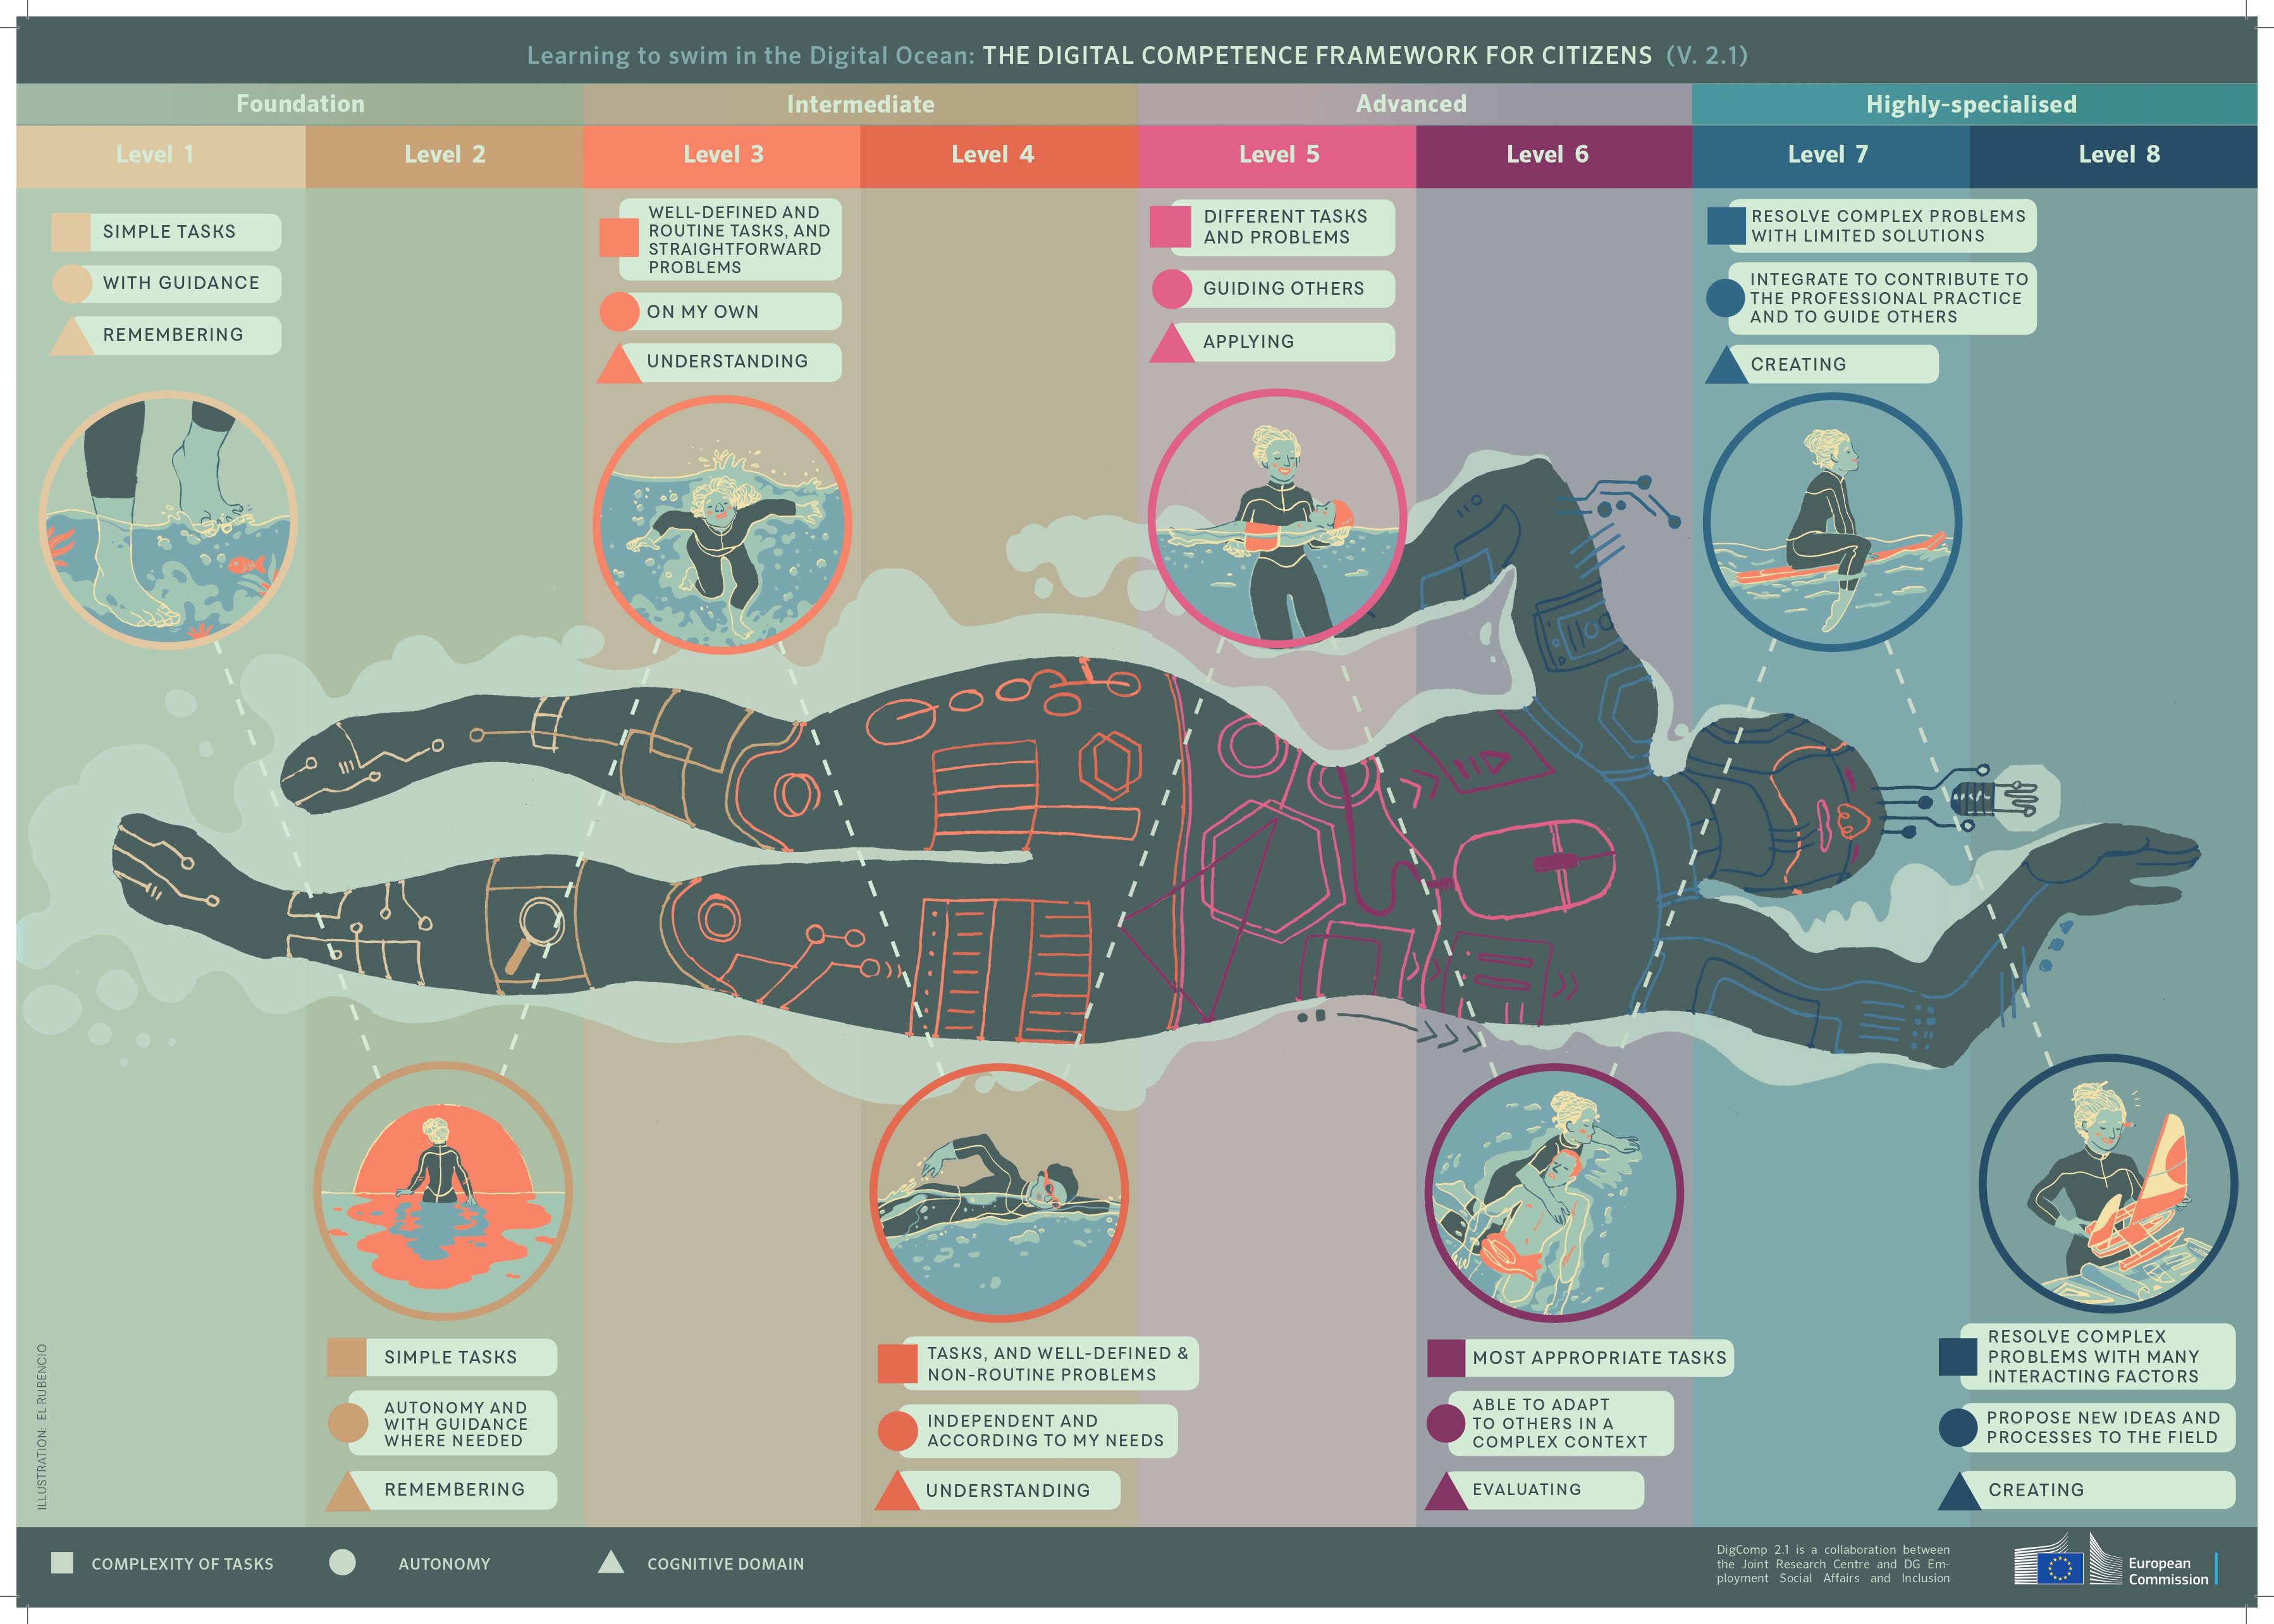 Learning to swim in the Digital Ocean: THE DIGITAL COMPETENCE FRAMEWORK FOR CITIZENS (V. 2.1)
Foundation
Intermediate
Advanced
Highly-specialised
Level 1
Level 2
Level 3
Level 4
Level 5
Level 6
Level 7
Level 8
SIMPLE TASKS
WITH GUIDANCE
REMEMBERING
WELL-DEFINED AND
ROUTINE TASKS, AND
STRAIGHTFORWARD
PROBLEMS
ON MY OWN
UNDERSTANDING
DIFFERENT TASKS
AND PROBLEMS
GUIDING OTHERS
APPLYING
RESOLVE COMPLEX PROBLEMS
WITH LIMITED SOLUTIONS
INTEGRATE TO CONTRIBUTE TO
THE PROFESSIONAL PRACTICE
AND TO GUIDE OTHERS
CREATING
SIMPLE TASKS
AUTONOMY AND
WITH GUIDANCE
WHERE NEEDED
REMEMBERING
TASKS, AND WELL-DEFINED &
NON-ROUTINE PROBLEMS
INDEPENDENT AND
ACCORDING TO MY NEEDS
UNDERSTANDING
MOST APPROPRIATE TASKS
ABLE TO ADAPT
TO OTHERS IN A
COMPLEX CONTEXT
EVALUATING
RESOLVE COMPLEX
PROBLEMS WITH MANY
INTERACTING FACTORS
PROPOSE NEW IDEAS AND
PROCESSES TO THE FIELD
CREATING
ILLUSTRATION: EL RUBENCIO
COMPLEXITY OF TASKS
AUTONOMY
COGNITIVE DOMAIN
DigComp 2.1 is a collaboration between
the Joint Research Centre and DG Em-
ployment Social Affairs and Inclusion
European
Commission